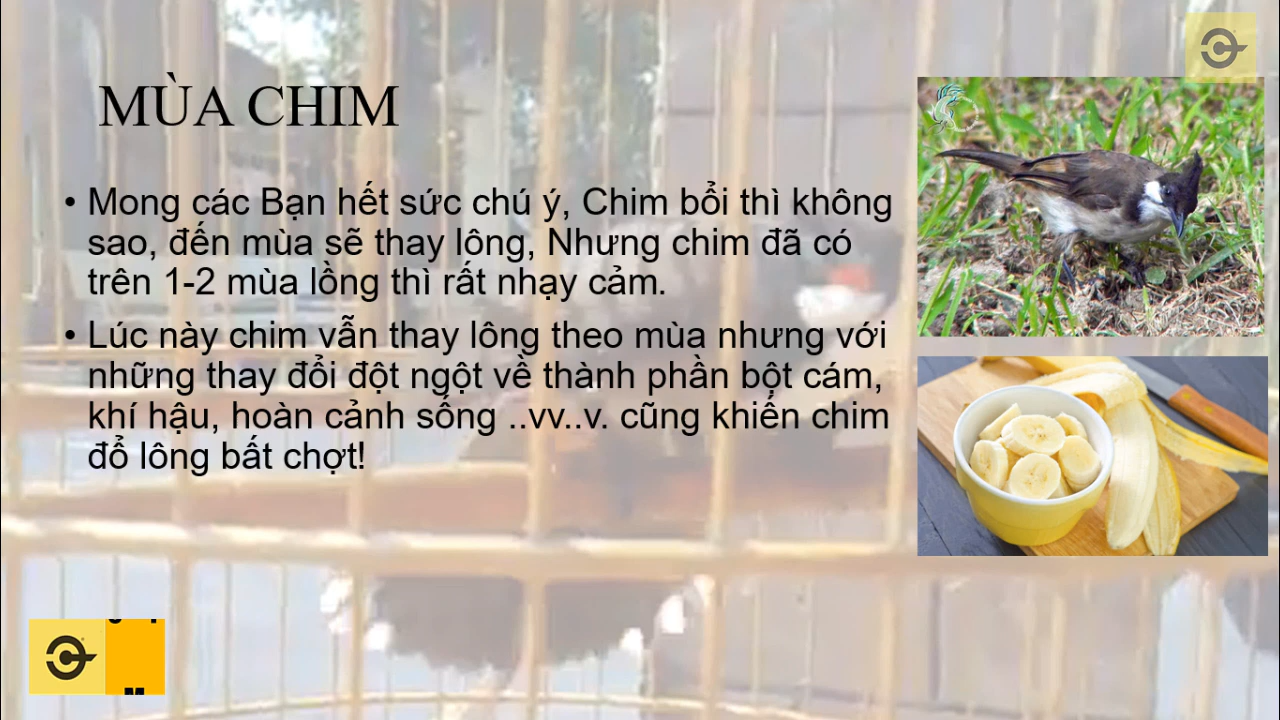 MÙA CHIM
• Mong các Bạn hết sức chú ý, Chim bổi thì không
sao, đến mùa sẽ thay lông, Nhưng chim đã có
trên 1-2 mùa lồng thì rất nhạy cảm.
• Lúc này chim vẫn thay lông theo mùa nhưng với
những thay đổi đột ngột về thành phần bột cám,
khí hậu, hoàn cảnh sống ..vv..v. cũng khiến chim
đổ lông bất chợt!